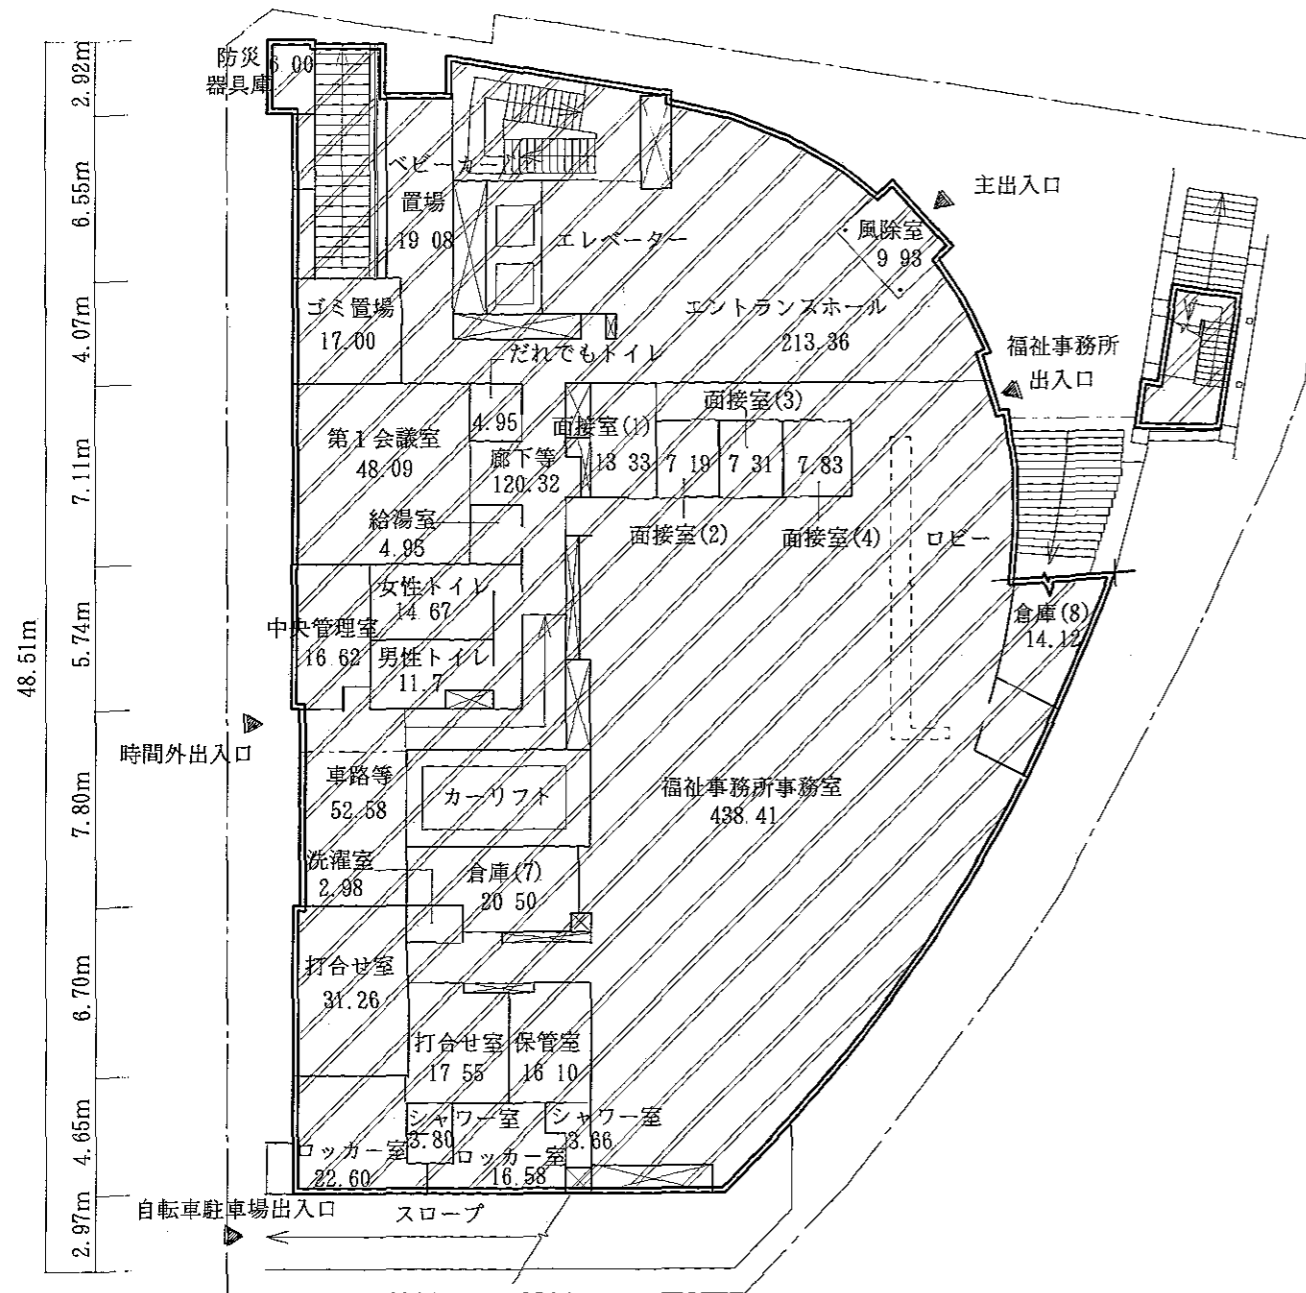 防災
器具庫
6.00
ベビーカー
置場
19 08
エレベーター
主出入口
風除室
9 93
エントランスホール
213.36
ゴミ置場
17.00
だれでもトイレ
4.95
福祉事務所
出入口
第1会議室
48.09
廊下等
120.32
面接室(1)
13 33
面接室(3)
7 19
7 31
7.83
面接室(2)
面接室(4)
ロビー
給湯室
4.95
女性トイレ
14.67
中央管理室
16.62
男性トイレ
11.7
倉庫(8)
14.12
時間外出入口
車路等
52.58
カーリフト
福祉事務所事務室
438.41
洗濯室
2.98
倉庫(7)
20 50
打合せ室
31.26
打合せ室
17 55
保管室
16 10
シャワー室
3.80
シャワー室
3.66
ロッカー室
22.60
ロッカー室
16.58
自転車駐車場出入口
スロープ
48.51m
2.92m
6.55m
4.07m
7.11m
5.74m
7.80m
6.70m
4.65m
2.97m